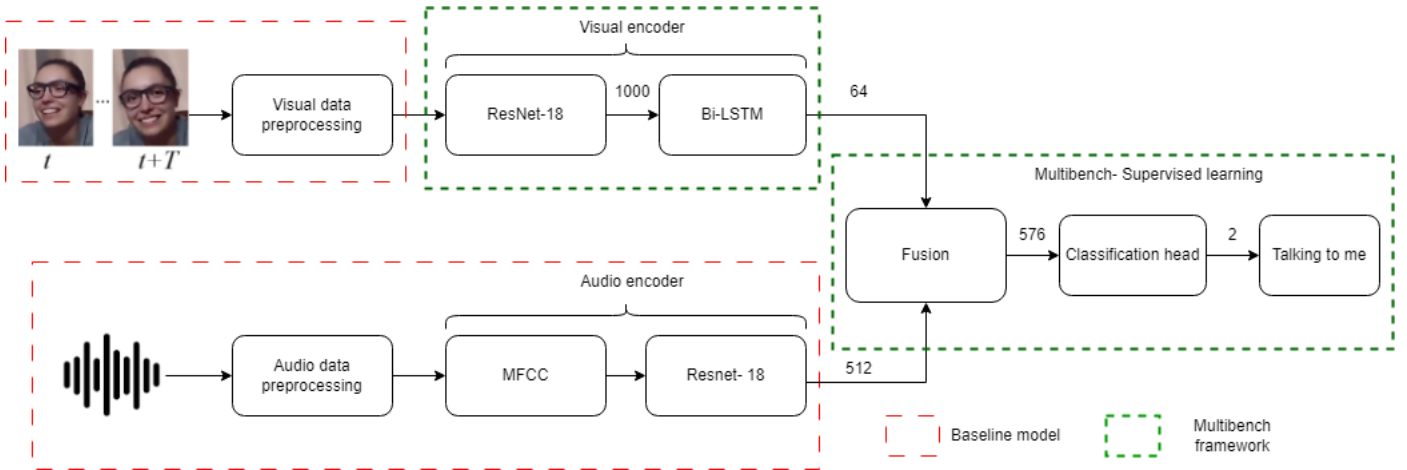 Visual encoder
...
t
t+T
Visual data
preprocessing
ResNet-18
1000
Bi-LSTM
64
Multibench- Supervised learning
Fusion
576
Classification head
2
Talking to me
Audio encoder
Audio data
preprocessing
MFCC
Resnet- 18
512
Baseline model
Multibench
framework